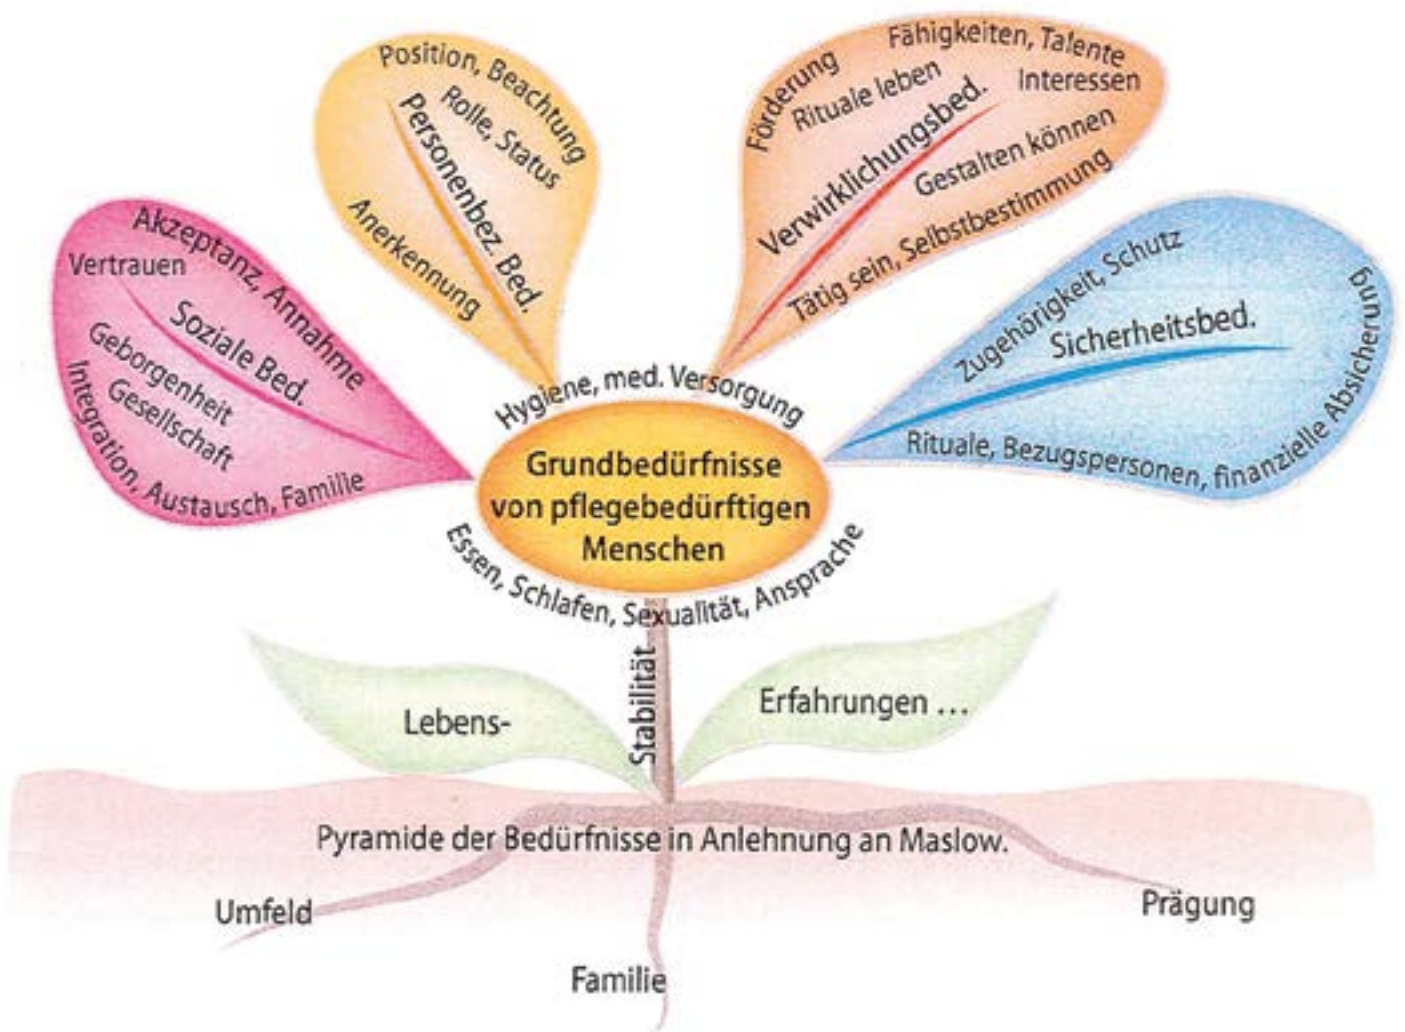 Position, Beachtung
Rolle, Status
Personenbez. Bed.
Anerkennung
Förderung
Fähigkeiten, Talente
Interessen
Rituale leben
Verwirklichungsbed.
Gestalten können
Tätig sein, Selbstbestimmung
Akzeptanz, Annahme
Vertrauen
Soziale Bed.
Geborgenheit
Gesellschaft
Integration, Austausch, Familie
Zugehörigkeit, Schutz
Sicherheitsbed.
Rituale, Bezugspersonen, finanzielle Absicherung
Hygiene, med. Versorgung
Grundbedürfnisse
von pflegebedürftigen
Menschen
Essen, Schlafen, Sexualität, Ansprache
Stabilität
Lebens-
Erfahrungen ...
Pyramide der Bedürfnisse in Anlehnung an Maslow.
Umfeld
Prägung
Familie